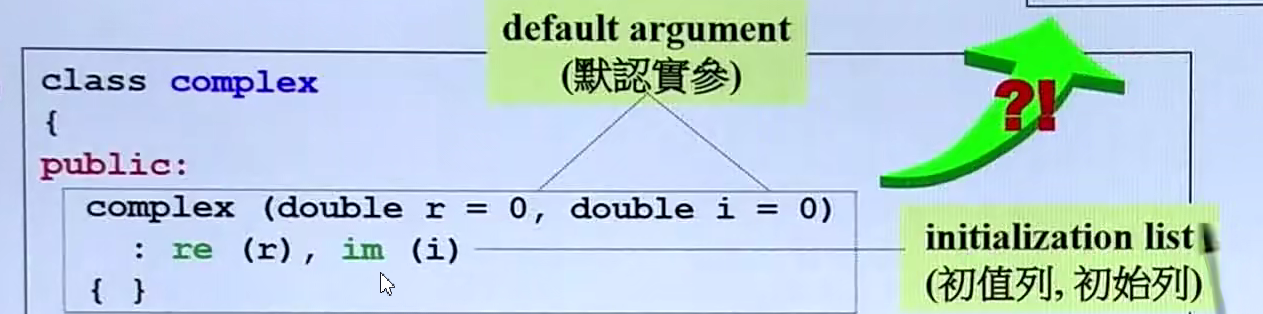 default argument
(默認實參)
class complex
{
public:
complex (double r = 0, double i = 0)
: re (r), im (i)
{ }
?!
initialization list
(初值列, 初始列)